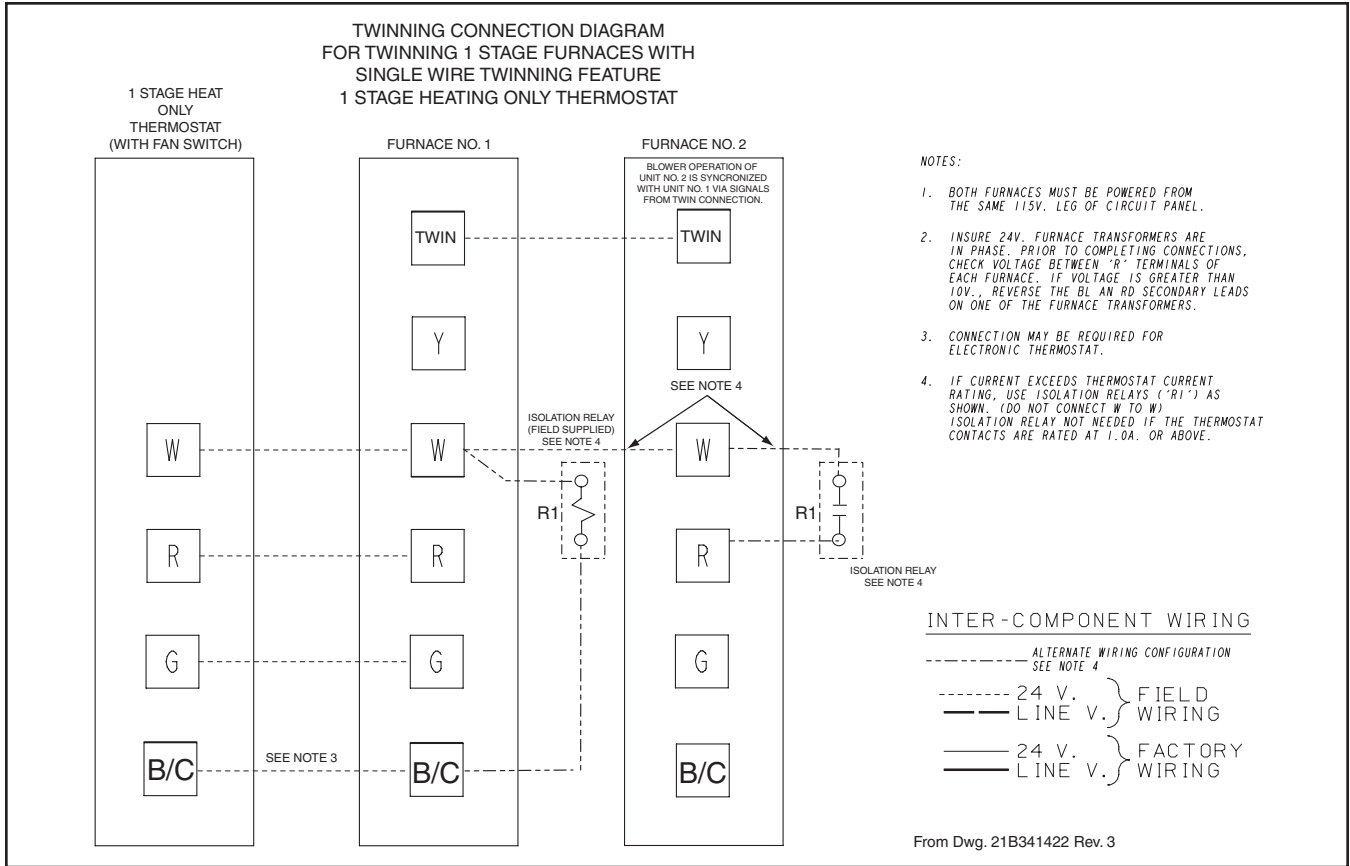 TWINNING CONNECTION DIAGRAM
FOR TWINNING 1 STAGE FURNACES WITH
SINGLE WIRE TWINNING FEATURE
1 STAGE HEATING ONLY THERMOSTAT
1 STAGE HEAT
ONLY
THERMOSTAT
(WITH FAN SWITCH)
W
R
G
B/C
SEE NOTE 3
FURNACE NO. 1
TWIN
Y
W
R
G
B/C
ISOLATION RELAY
(FIELD SUPPLIED)
SEE NOTE 4
R1
FURNACE NO. 2
BLOWER OPERATION OF
UNIT NO. 2 IS SYNCRONIZED
WITH UNIT NO. 1 VIA SIGNALS
FROM TWIN CONNECTION.
TWIN
Y
SEE NOTE 4
W
R
G
B/C
R1
ISOLATION RELAY
SEE NOTE 4
NOTES:
1. BOTH FURNACES MUST BE POWERED FROM
THE SAME 115V. LEG OF CIRCUIT PANEL.
2. INSURE 24V. FURNACE TRANSFORMERS ARE
IN PHASE. PRIOR TO COMPLETING CONNECTIONS,
CHECK VOLTAGE BETWEEN 'R' TERMINALS OF
EACH FURNACE. IF VOLTAGE IS GREATER THAN
10V., REVERSE THE BL AN RD SECONDARY LEADS
ON ONE OF THE FURNACE TRANSFORMERS.
3. CONNECTION MAY BE REQUIRED FOR
ELECTRONIC THERMOSTAT.
4. IF CURRENT EXCEEDS THERMOSTAT CURRENT
RATING, USE ISOLATION RELAYS ('R1') AS
SHOWN. (DO NOT CONNECT W TO W)
ISOLATION RELAY NOT NEEDED IF THE THERMOSTAT
CONTACTS ARE RATED AT 1.0A. OR ABOVE.
INTER-COMPONENT WIRING
ALTERNATE WIRING CONFIGURATION
SEE NOTE 4
24 V. FIELD
LINE V. WIRING
24 V. FACTORY
LINE V. WIRING
From Dwg. 21B341422 Rev. 3